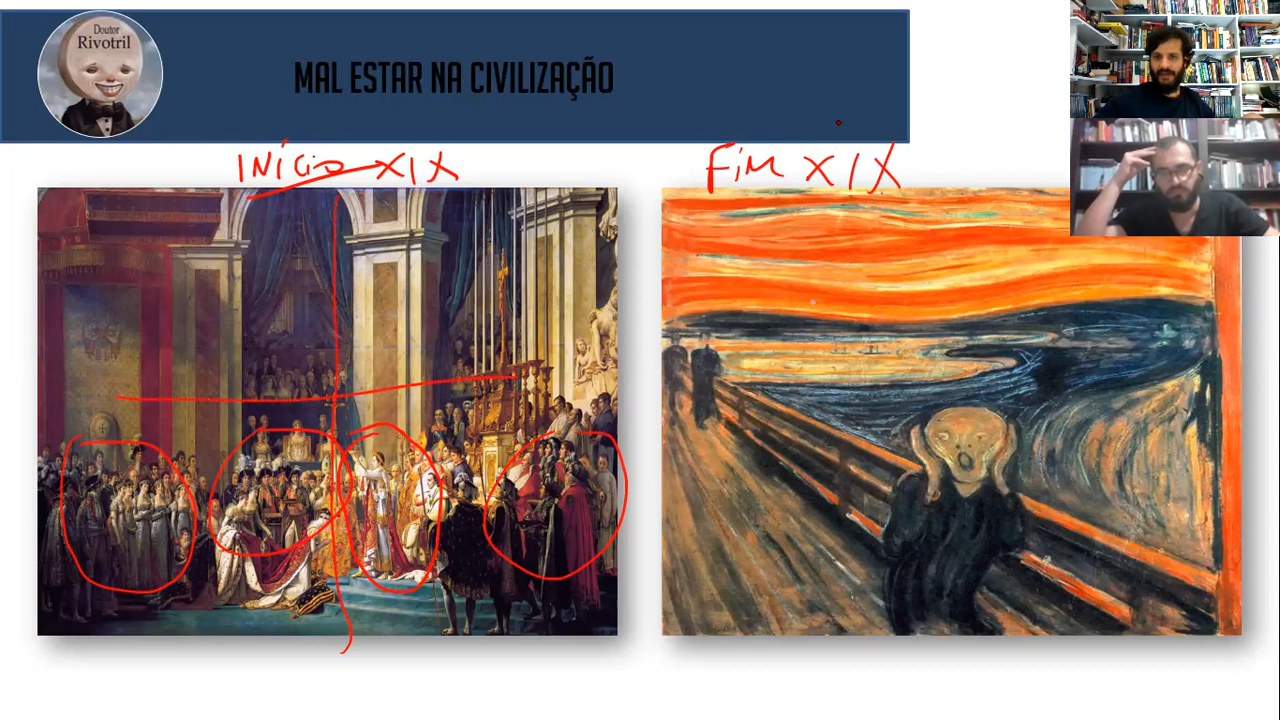 Doutor
Rivotril
MAL ESTAR NA CIVILIZAÇÃO
INÍCIO XIX
FIM XIX